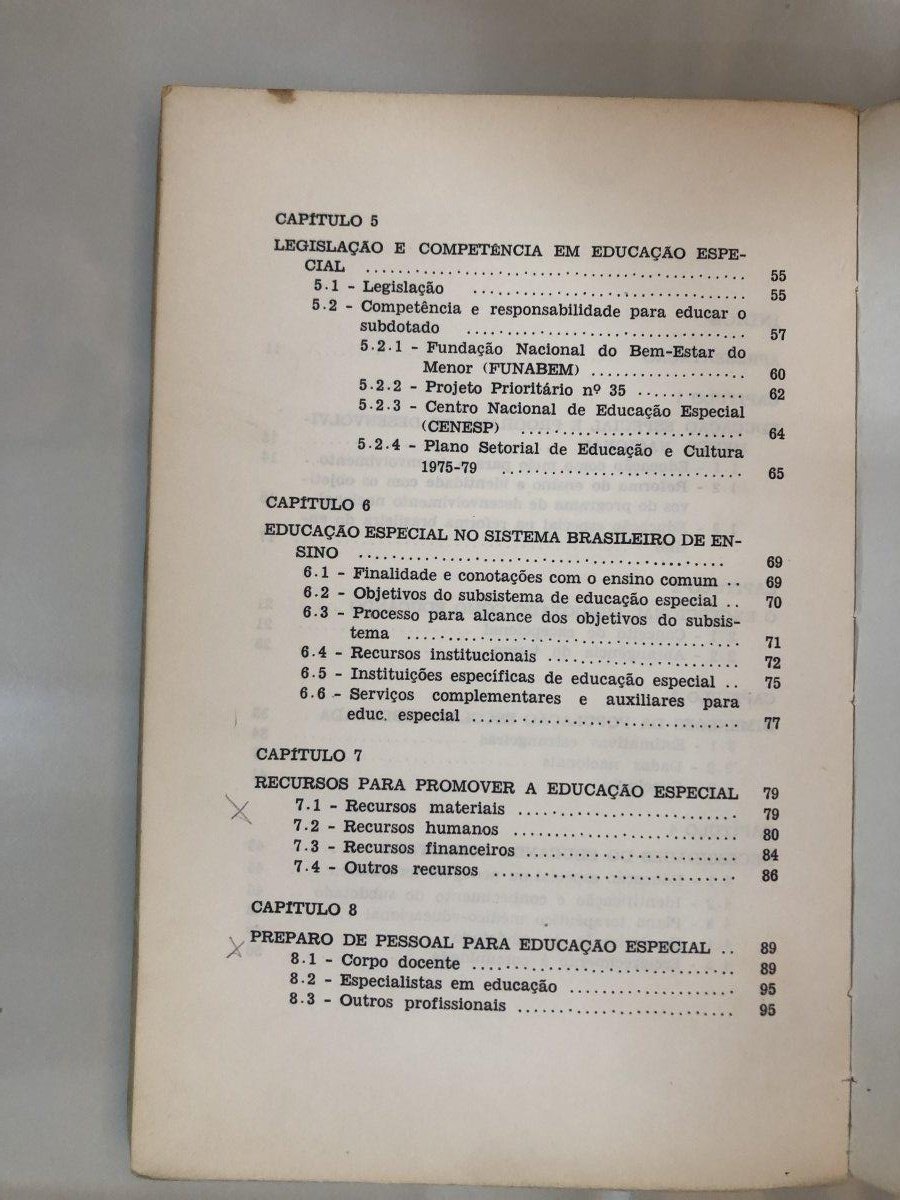 CAPÍTULO 5
LEGISLAÇÃO E COMPETÊNCIA EM EDUCAÇÃO ESPE-
CIAL .............................................. 55
5.1 - Legislação ................................. 55
5.2 - Competência e responsabilidade para educar o
subdotado .................................. 57
5.2.1 - Fundação Nacional do Bem-Estar do
Menor (FUNABEM) ................... 60
5.2.2 - Projeto Prioritário nº 35 ............. 62
5.2.3 - Centro Nacional de Educação Especial
(CENESP) ........................... 64
5.2.4 - Plano Setorial de Educação e Cultura
1975-79 ............................. 65
CAPÍTULO 6
EDUCAÇÃO ESPECIAL NO SISTEMA BRASILEIRO DE EN-
SINO ............................................ 69
6.1 - Finalidade e conotações com o ensino comum .. 69
6.2 - Objetivos do subsistema de educação especial .. 70
6.3 - Processo para alcance dos objetivos do subsis-
tema ........................................ 71
6.4 - Recursos institucionais ....................... 72
6.5 - Instituições específicas de educação especial .. 75
6.6 - Serviços complementares e auxiliares para
educ. especial ................................ 77
CAPÍTULO 7
RECURSOS PARA PROMOVER A EDUCAÇÃO ESPECIAL 79
7.1 - Recursos materiais ........................... 79
7.2 - Recursos humanos ........................... 80
7.3 - Recursos financeiros ......................... 84
7.4 - Outros recursos ............................. 86
CAPÍTULO 8
PREPARO DE PESSOAL PARA EDUCAÇÃO ESPECIAL .. 89
8.1 - Corpo docente ................................ 89
8.2 - Especialistas em educação .................... 95
8.3 - Outros profissionais .......................... 95